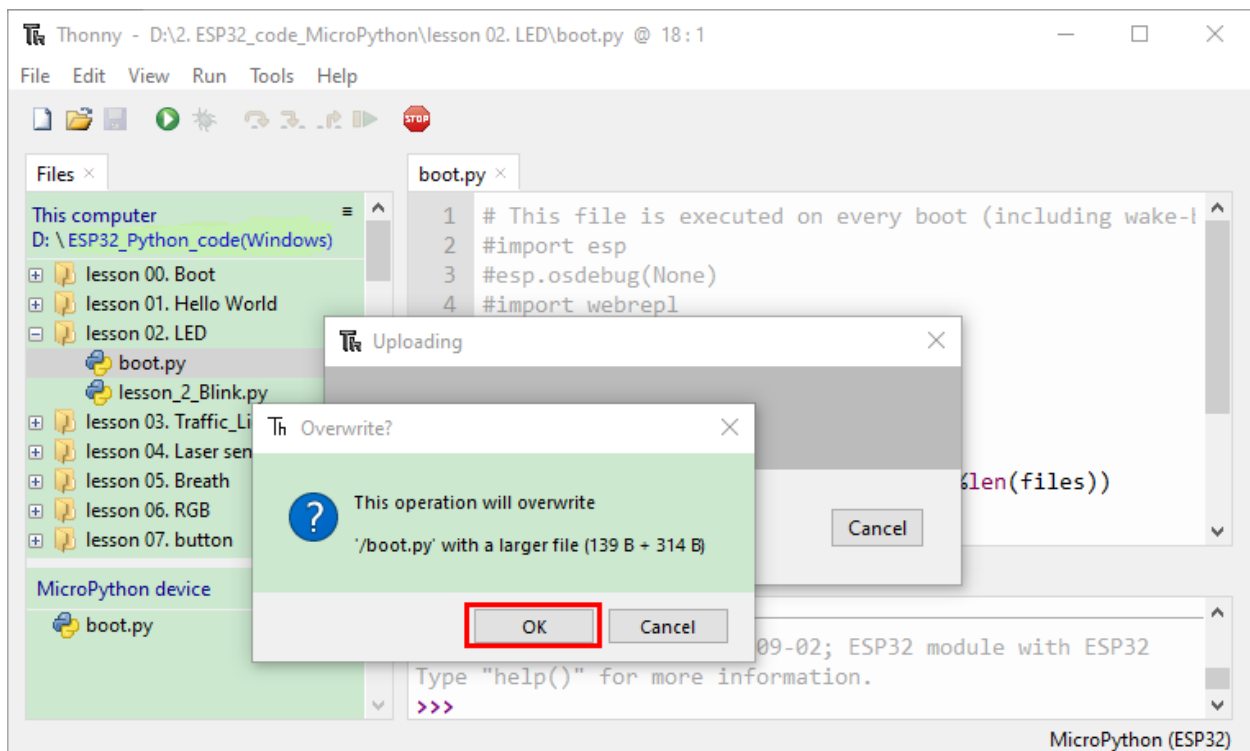 Thonny - D:\2. ESP32_code_MicroPython\lesson 02. LED\boot.py @ 18 : 1
File Edit View Run Tools Help
STOP
Files
boot.py
This computer
D: \ ESP32_Python_code(Windows)
lesson 00. Boot
lesson 01. Hello World
lesson 02. LED
boot.py
lesson_2_Blink.py
lesson 03. Traffic_Li
lesson 04. Laser sen
lesson 05. Breath
lesson 06. RGB
lesson 07. button
MicroPython device
boot.py
1 # This file is executed on every boot (including wake-
2 #import esp
3 #esp.osdebug(None)
4 #import webrepl
%len(files))
Uploading
Cancel
Th Overwrite?
This operation will overwrite
'/boot.py' with a larger file (139 B + 314 B)
OK Cancel
09-02; ESP32 module with ESP32
Type "help()" for more information.
>>>
MicroPython (ESP32)